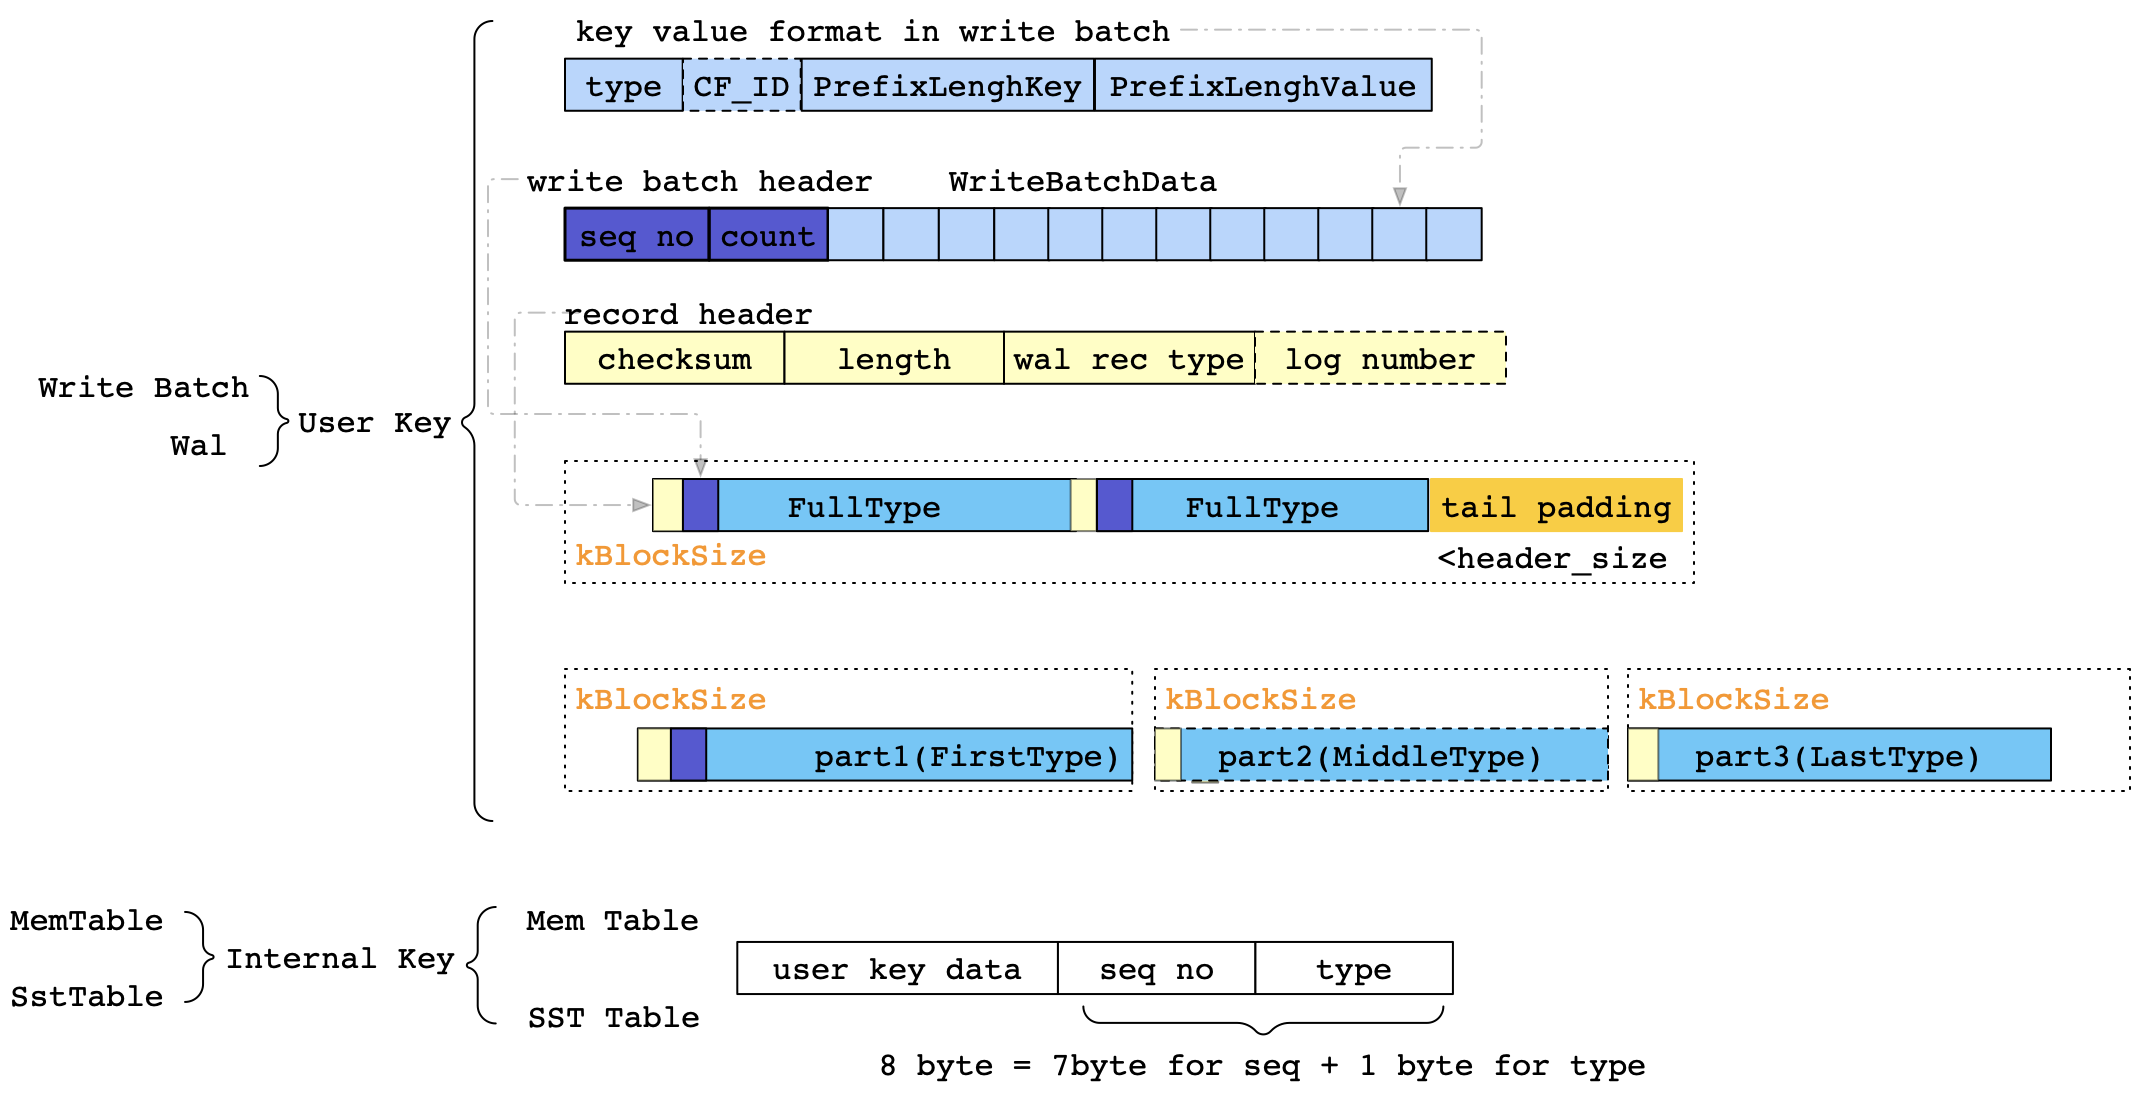 key value format in write batch
type CF_ID PrefixLenghKey PrefixLenghValue
write batch header WriteBatchData
seq no count
record header
checksum length wal rec type log number
Write Batch
Wal
User Key
FullType FullType tail padding
kBlockSize <header_size
kBlockSize kBlockSize kBlockSize
part1(FirstType) part2(MiddleType) part3(LastType)
MemTable
SstTable
Internal Key
Mem Table
user key data seq no type
SST Table
8 byte = 7byte for seq + 1 byte for type